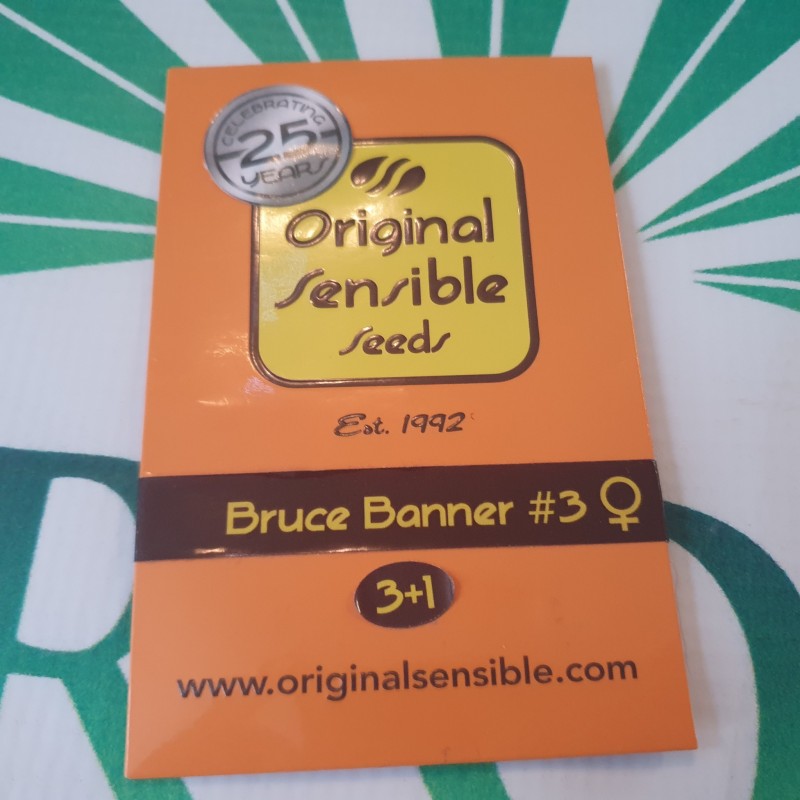 CELEBRATING
25
YEARS
Original
Sensible
Seeds
Est. 1992
Bruce Banner #3 ♀
3+1
www.originalsensible.com